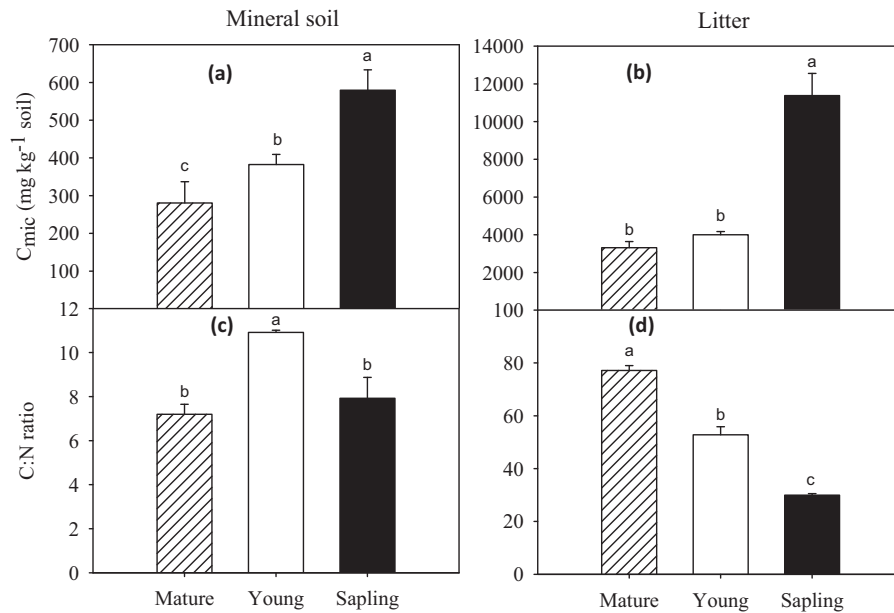 Mineral soil
Litter
C_mic (mg kg^-1 soil)
700
600
500
400
300
200
100
(a)
c
b
a
14000
12000
10000
8000
6000
4000
2000
(b)
b
b
a
C:N ratio
12
10
8
6
4
2
0
(c)
b
a
b
100
80
60
40
20
0
(d)
a
b
c
Mature Young Sapling
Mature Young Sapling